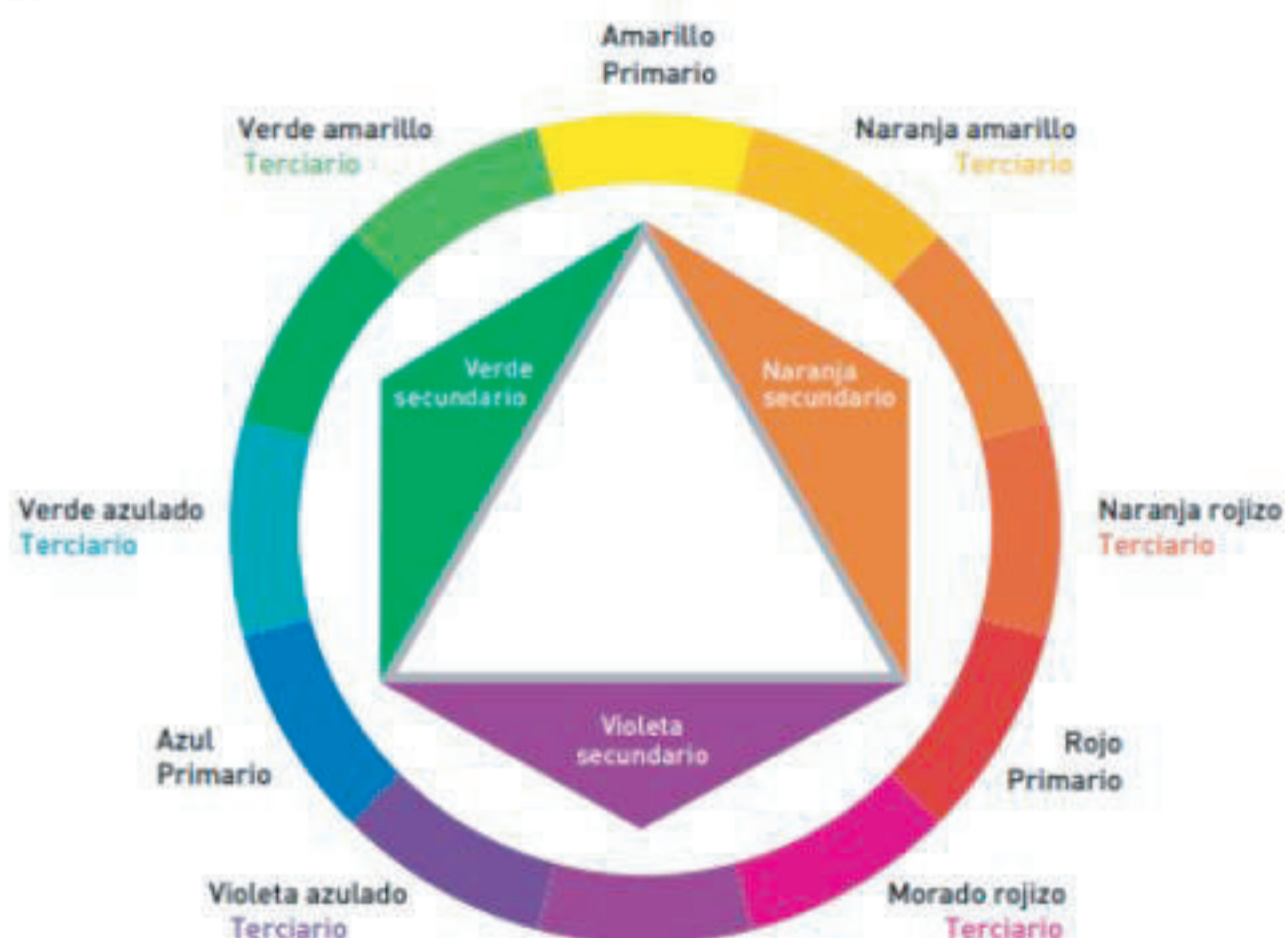 Amarillo
Primario
Verde amarillo
Terciario
Naranja amarillo
Terciario
Verde
secundario
Naranja
secundario
Verde azulado
Terciario
Naranja rojizo
Terciario
Violeta
secundario
Azul
Primario
Rojo
Primario
Violeta azulado
Terciario
Morado rojizo
Terciario